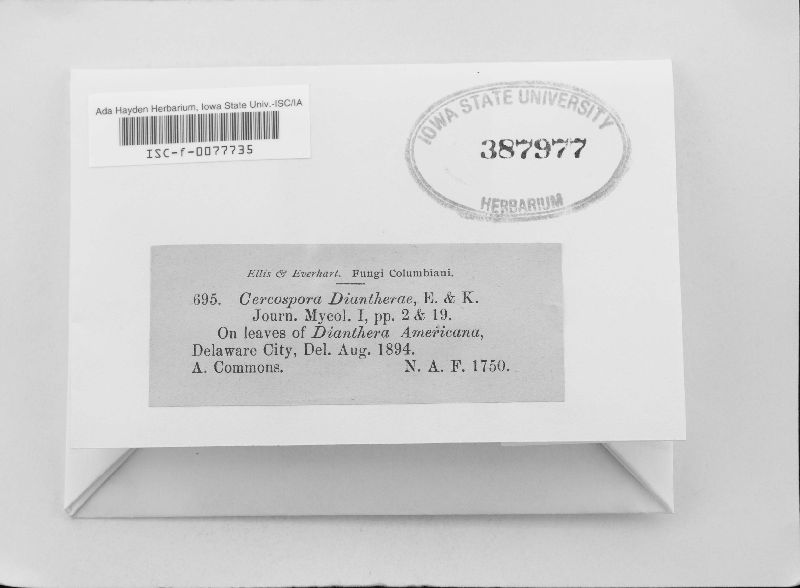 Ada Hayden Herbarium, Iowa State Univ.-ISC/IA
ISC-f-0077735
IOWA STATE UNIVERSITY
387977
HERBARIUM
Ellis & Everhart. Fungi Columbiani.
695. Cercospora Diantherae, E. & K.
Journ. Mycol. I, pp. 2 & 19.
On leaves of Dianthera Americana,
Delaware City, Del. Aug. 1894.
A. Commons. N. A. F. 1750.